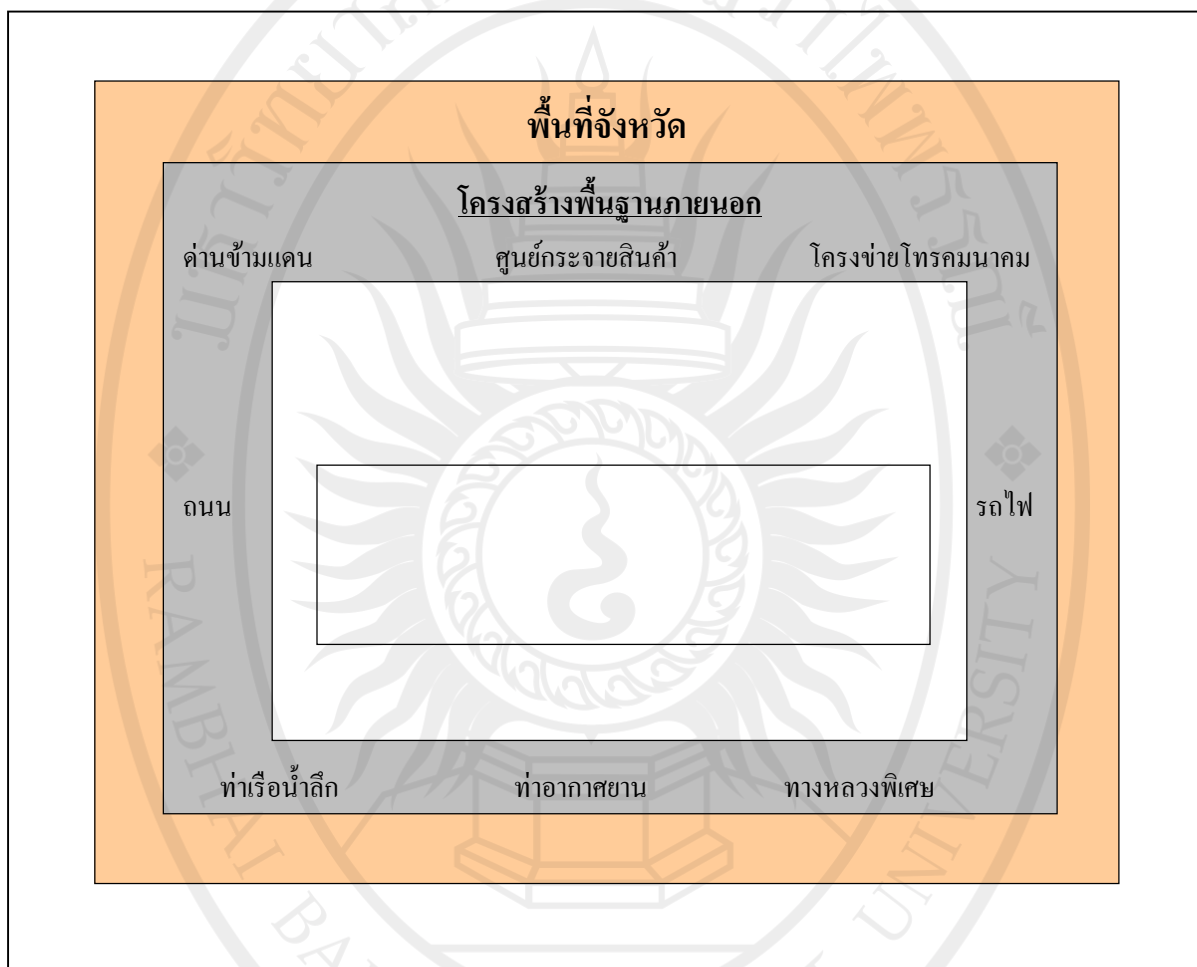 พื้นที่จังหวัด
โครงสร้างพื้นฐานภายนอก
ด่านข้ามแดน ศูนย์กระจายสินค้า โครงข่ายโทรคมนาคม
ถนน รถไฟ
ท่าเรือน้ำลึก ท่าอากาศยาน ทางหลวงพิเศษ
RAMBHAI BA
UNIVERSITY